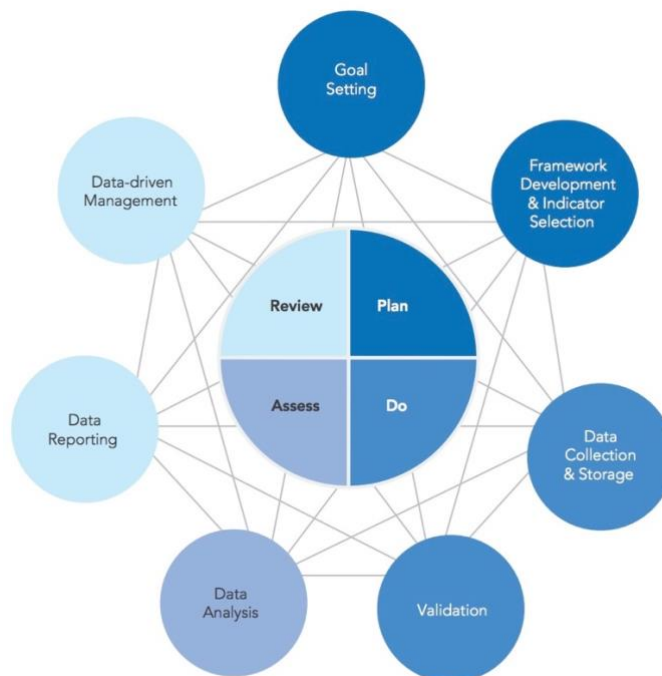 Goal
Setting
Framework
Development
& Indicator
Selection
Data-driven
Management
Review
Plan
Assess
Do
Data
Reporting
Data
Collection
& Storage
Data
Analysis
Validation